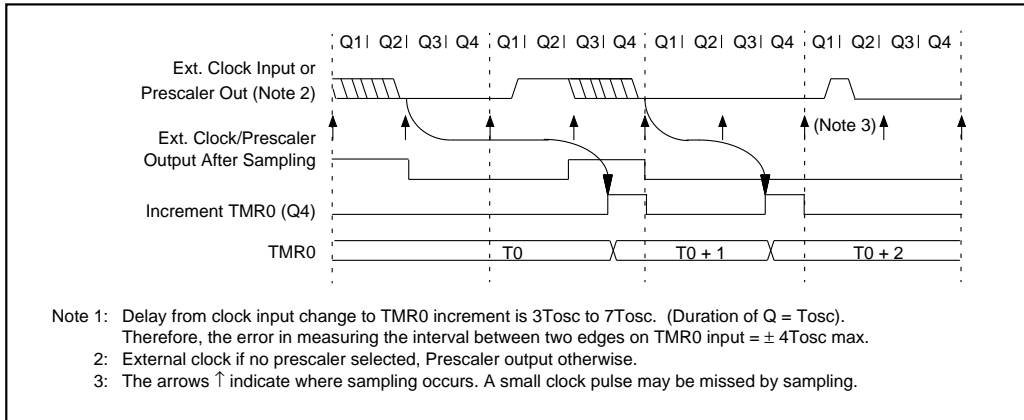 Q1 Q2 Q3 Q4 Q1 Q2 Q3 Q4 Q1 Q2 Q3 Q4 Q1 Q2 Q3 Q4
Ext. Clock Input or
Prescaler Out (Note 2)
(Note 3)
Ext. Clock/Prescaler
Output After Sampling
Increment TMR0 (Q4)
TMR0 T0 T0 + 1 T0 + 2
Note 1: Delay from clock input change to TMR0 increment is 3Tosc to 7Tosc. (Duration of Q = Tosc).
Therefore, the error in measuring the interval between two edges on TMR0 input = ± 4Tosc max.
2: External clock if no prescaler selected, Prescaler output otherwise.
3: The arrows ↑ indicate where sampling occurs. A small clock pulse may be missed by sampling.